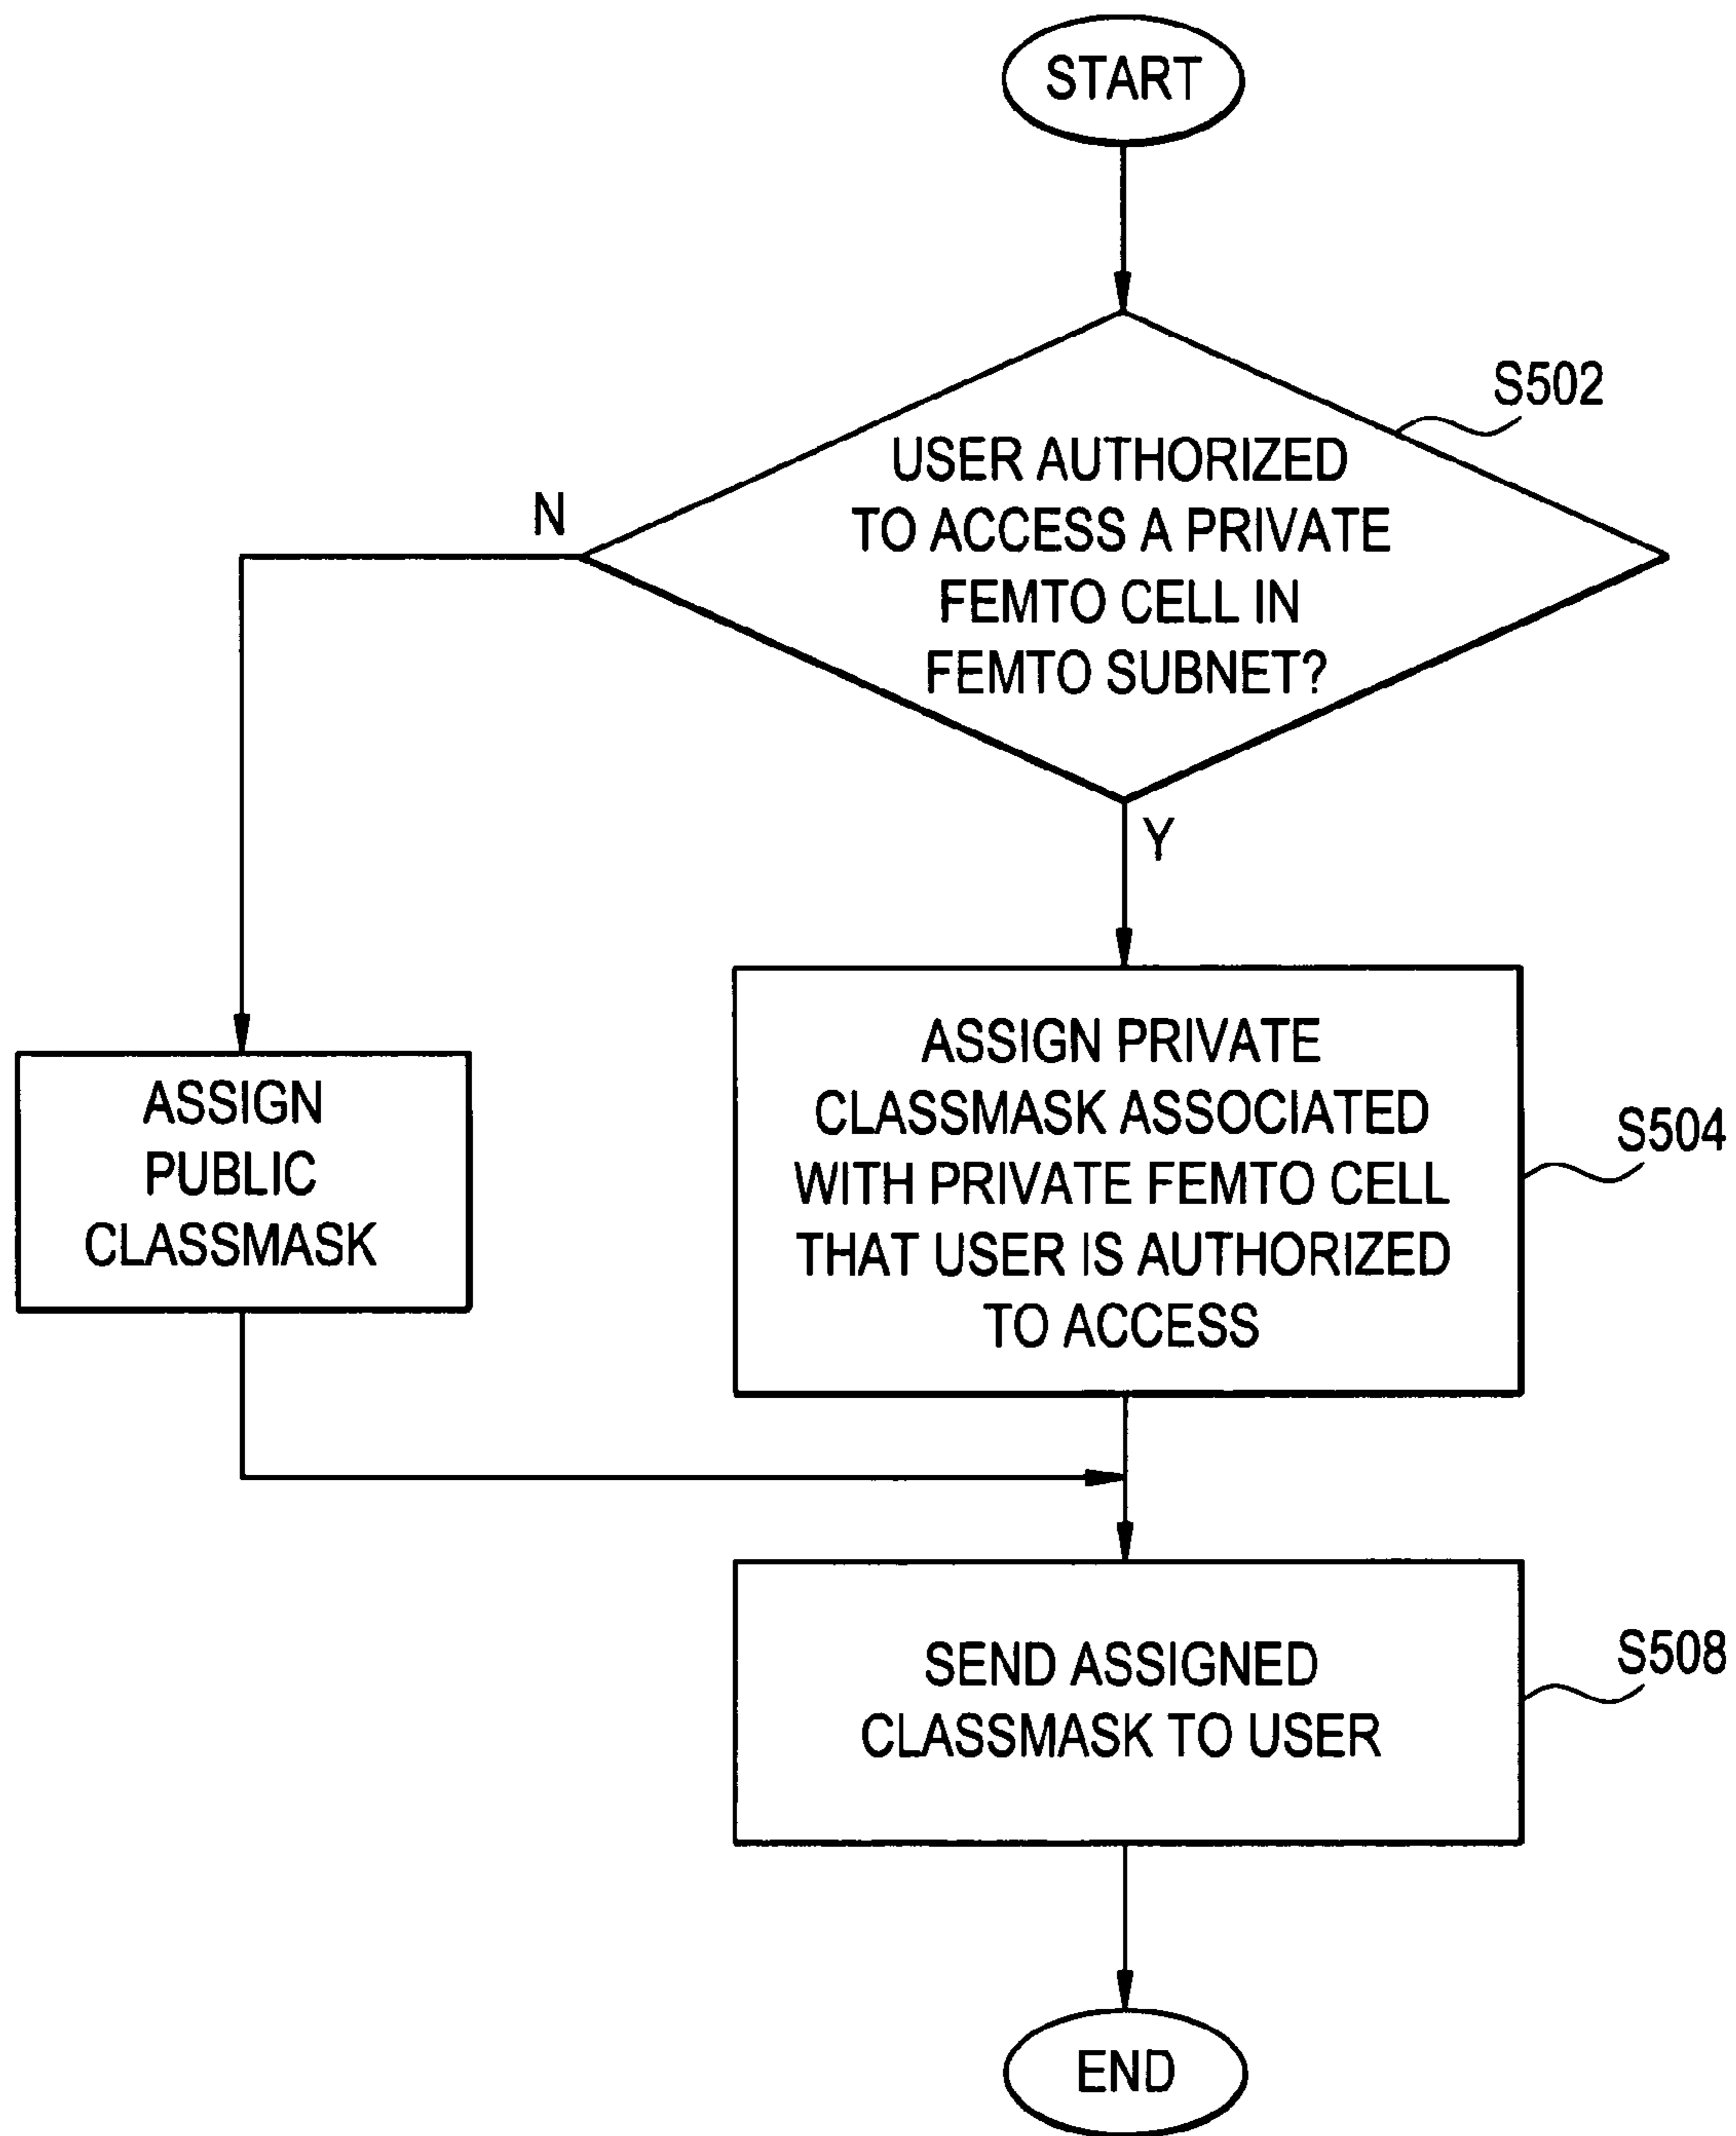 START
S502
USER AUTHORIZED
TO ACCESS A PRIVATE
FEMTO CELL IN
FEMTO SUBNET?
N
Y
ASSIGN
PUBLIC
CLASSMASK
ASSIGN PRIVATE
CLASSMASK ASSOCIATED
WITH PRIVATE FEMTO CELL
THAT USER IS AUTHORIZED
TO ACCESS
S504
SEND ASSIGNED
CLASSMASK TO USER
S508
END